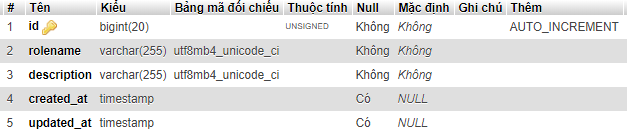 # Tên Kiểu Bảng mã đối chiếu Thuộc tính Null Mặc định Ghi chú Thêm
1 id bigint(20) UNSIGNED Không Không AUTO_INCREMENT
2 rolename varchar(255) utf8mb4_unicode_ci Không Không
3 description varchar(255) utf8mb4_unicode_ci Không Không
4 created_at timestamp Có NULL
5 updated_at timestamp Có NULL